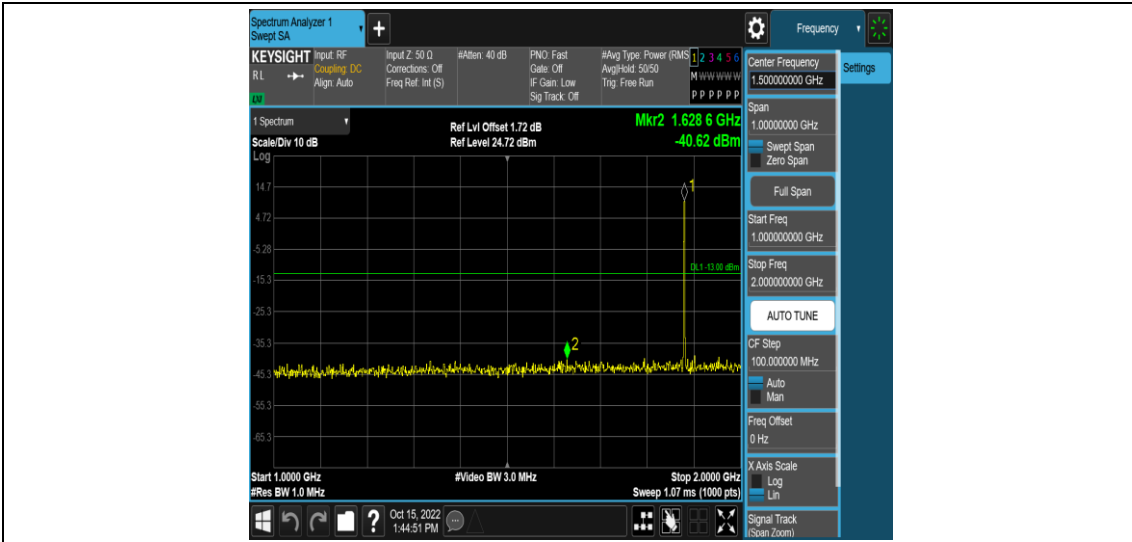 Spectrum Analyzer 1
Swept SA
Frequency
KEYSIGHT
RL
Input: RF
Coupling: DC
Align: Auto
Input Z: 50 Ω
Corrections: Off
Freq Ref: Int (S)
#Atten: 40 dB
PNO: Fast
Gate: Off
IF Gain: Low
Sig Track: Off
#Avg Type: Power (RMS
Avg|Hold: 50/50
Trig: Free Run
1 2 3 4 5 6
M W W W W W
P P P P P P
1 Spectrum
Scale/Div 10 dB
Log
Ref Lvl Offset 1.72 dB
Ref Level 24.72 dBm
Mkr2 1.628 6 GHz
-40.62 dBm
14.7
4.72
-5.28
-15.3
-25.3
-35.3
-45.3
-55.3
-65.3
1
DL1 -13.00 dBm
2
Start 1.0000 GHz
#Res BW 1.0 MHz
#Video BW 3.0 MHz
Stop 2.0000 GHz
Sweep 1.07 ms (1000 pts)
Center Frequency
1.500000000 GHz
Settings
Span
1.00000000 GHz
Swept Span
Zero Span
Full Span
Start Freq
1.000000000 GHz
Stop Freq
2.000000000 GHz
AUTO TUNE
CF Step
100.000000 MHz
Auto
Man
Freq Offset
0 Hz
X Axis Scale
Log
Lin
Signal Track
(Span Zoom)
?
Oct 15, 2022
1:44:51 PM